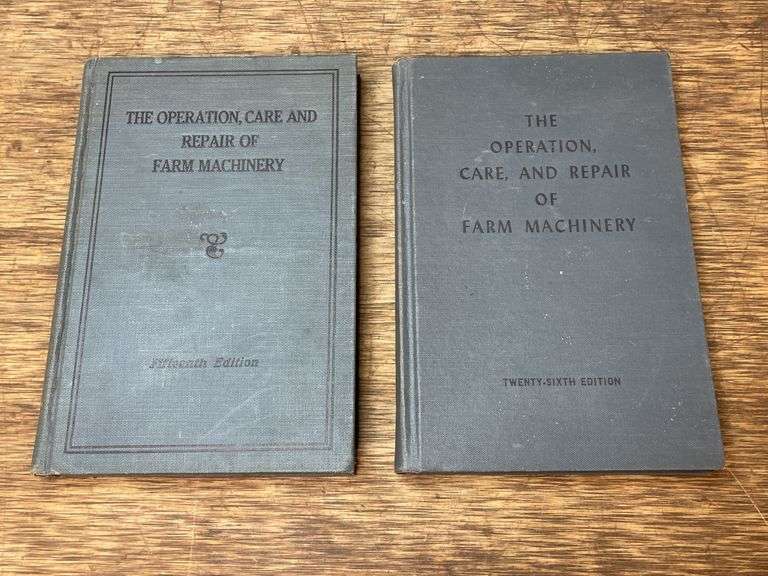 THE OPERATION, CARE AND
REPAIR OF
FARM MACHINERY
Fifteenth Edition
THE
OPERATION,
CARE, AND REPAIR
OF
FARM MACHINERY
TWENTY-SIXTH EDITION